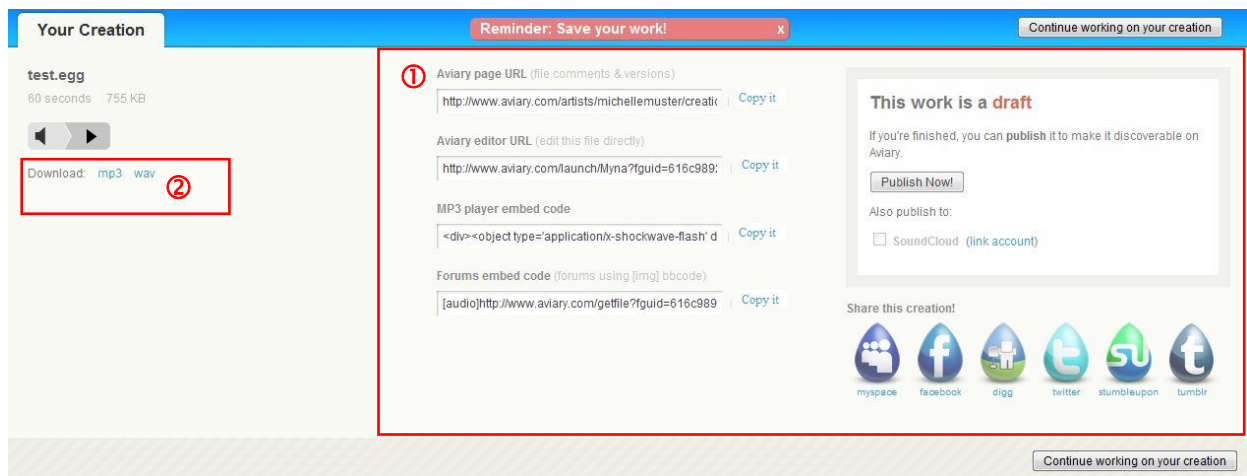 Your Creation
Reminder: Save your work!
x
Continue working on your creation
test.egg
60 seconds 755 KB
Download: mp3 wav
②
①
Aviary page URL (file comments & versions)
http://www.aviary.com/artists/michellemuster/creatic
Copy it
Aviary editor URL (edit this file directly)
http://www.aviary.com/launch/Myna?fguid=616c989:
Copy it
MP3 player embed code
<div><object type='application/x-shockwave-flash' d
Copy it
Forums embed code (forums using [img] bbcode)
[audio]http://www.aviary.com/getfile?fguid=616c989
Copy it
This work is a draft
If you're finished, you can publish it to make it discoverable on
Aviary.
Publish Now!
Also publish to:
SoundCloud (link account)
Share this creation!
myspace facebook digg twitter stumbleupon tumblr
Continue working on your creation